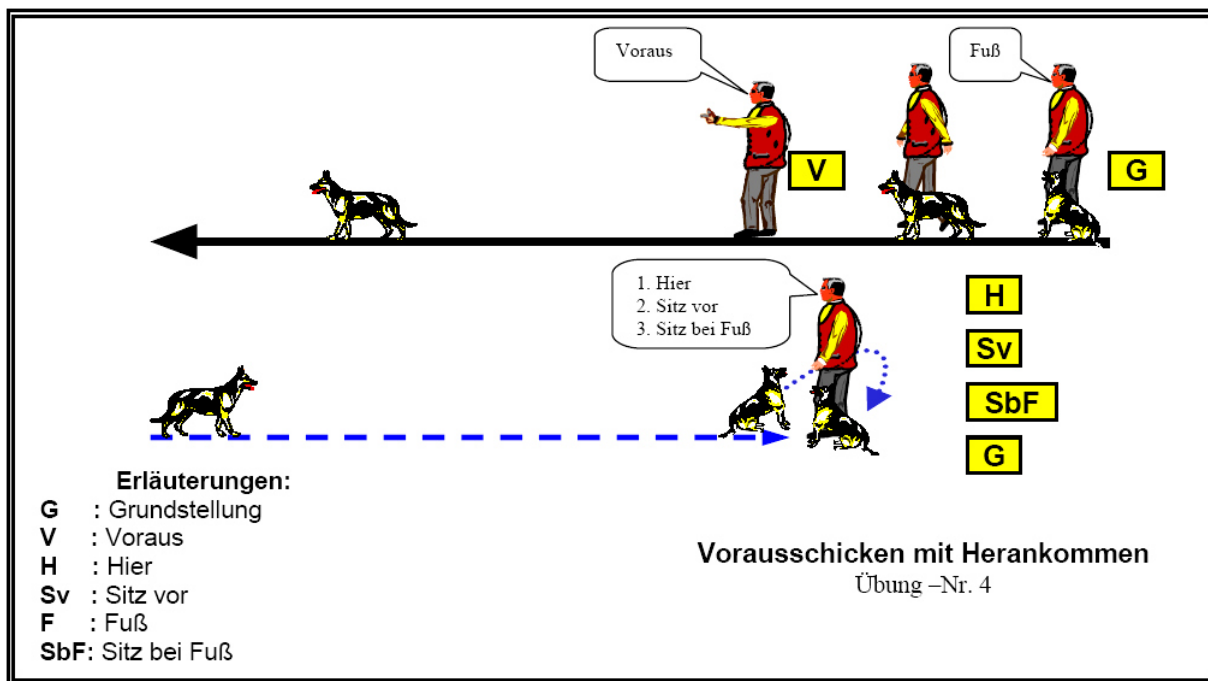 Voraus
Fuß
V
G
1. Hier
2. Sitz vor
3. Sitz bei Fuß
H
Sv
SbF
G
Erläuterungen:
G : Grundstellung
V : Voraus
H : Hier
Sv : Sitz vor
F : Fuß
SbF: Sitz bei Fuß
Vorausschicken mit Herankommen
Übung –Nr. 4